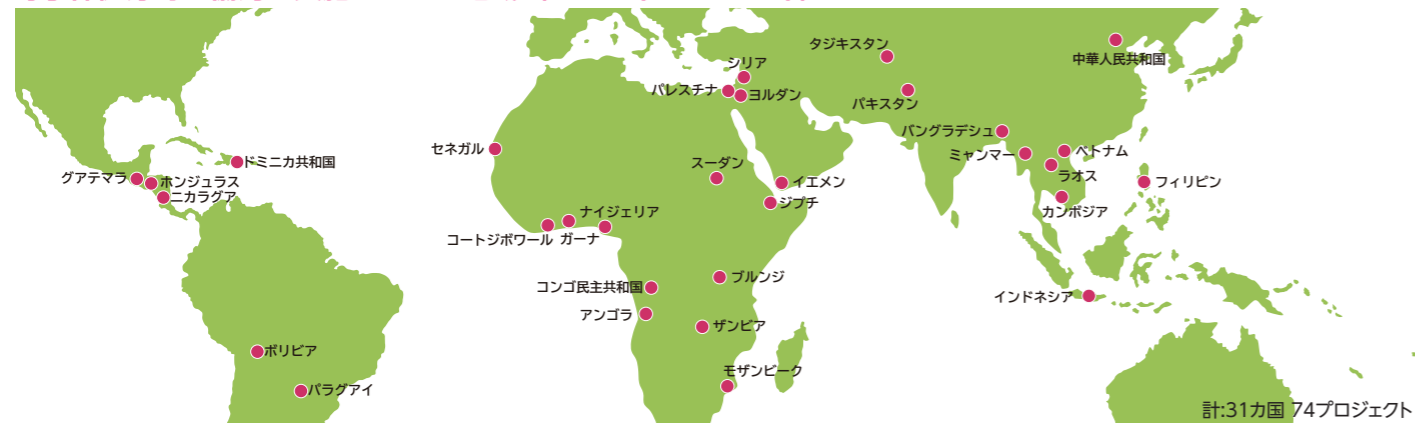 タジキスタン
中華人民共和国
シリア
パレスチナ
ヨルダン
パキスタン
バングラデシュ
セネガル
ドミニカ共和国
ミャンマー
ベトナム
スーダン
ラオス
グアテマラ
ホンジュラス
イエメン
フィリピン
ニカラグア
ジプチ
カンボジア
ナイジェリア
コートジボワール
ガーナ
ブルンジ
コンゴ民主共和国
インドネシア
アンゴラ
ザンビア
ボリビア
モザンビーク
パラグアイ
計:31カ国 74プロジェクト